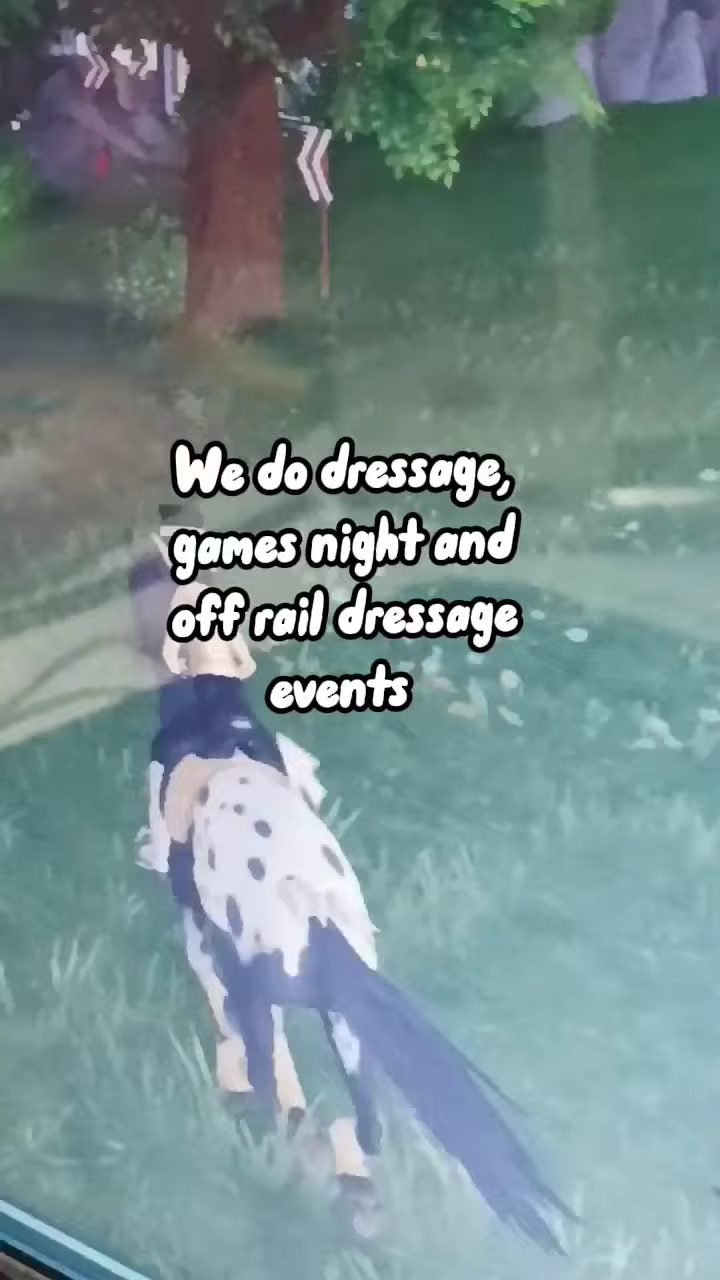 We do dressage,
games night and
off rail dressage
events